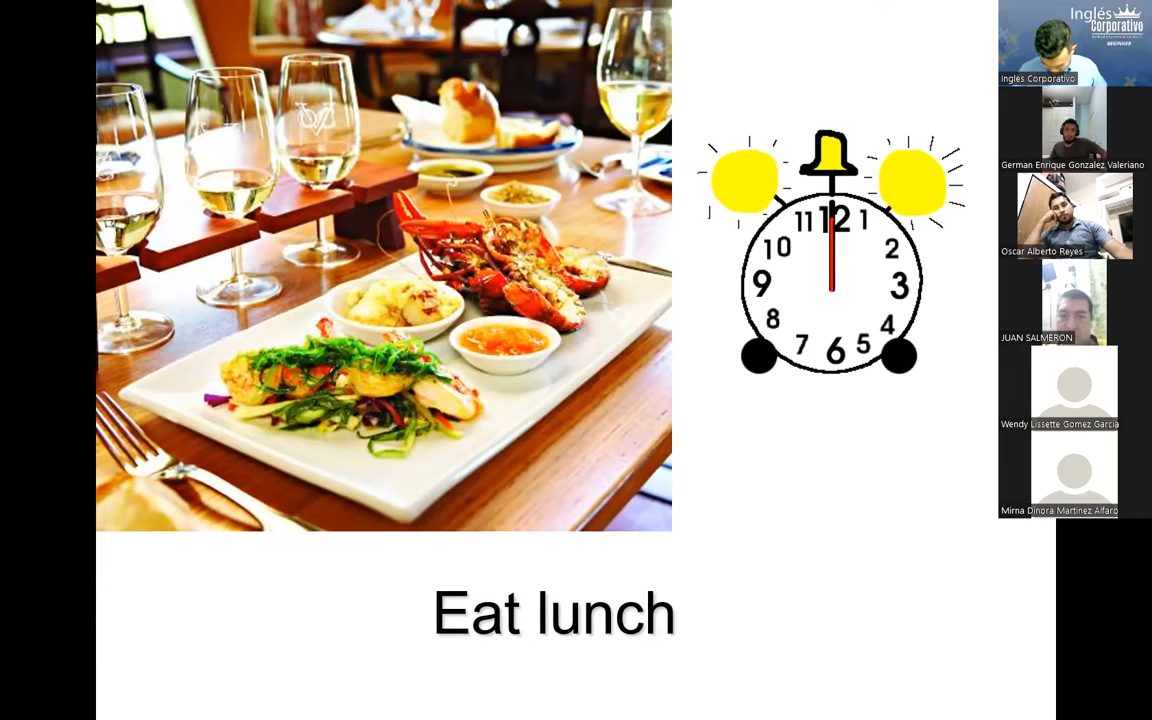 Eat lunch
11 12 1
10 2
9 3
8 4
7 6 5
Inglés
Corporativo
BEGINNER
Inglés Corporativo
German Enrique Gonzalez Valeriano
Oscar Alberto Reyes
JUAN SALMERON
Wendy Lissette Gomez Garcia
Mirna Dinora Martinez Alfaro